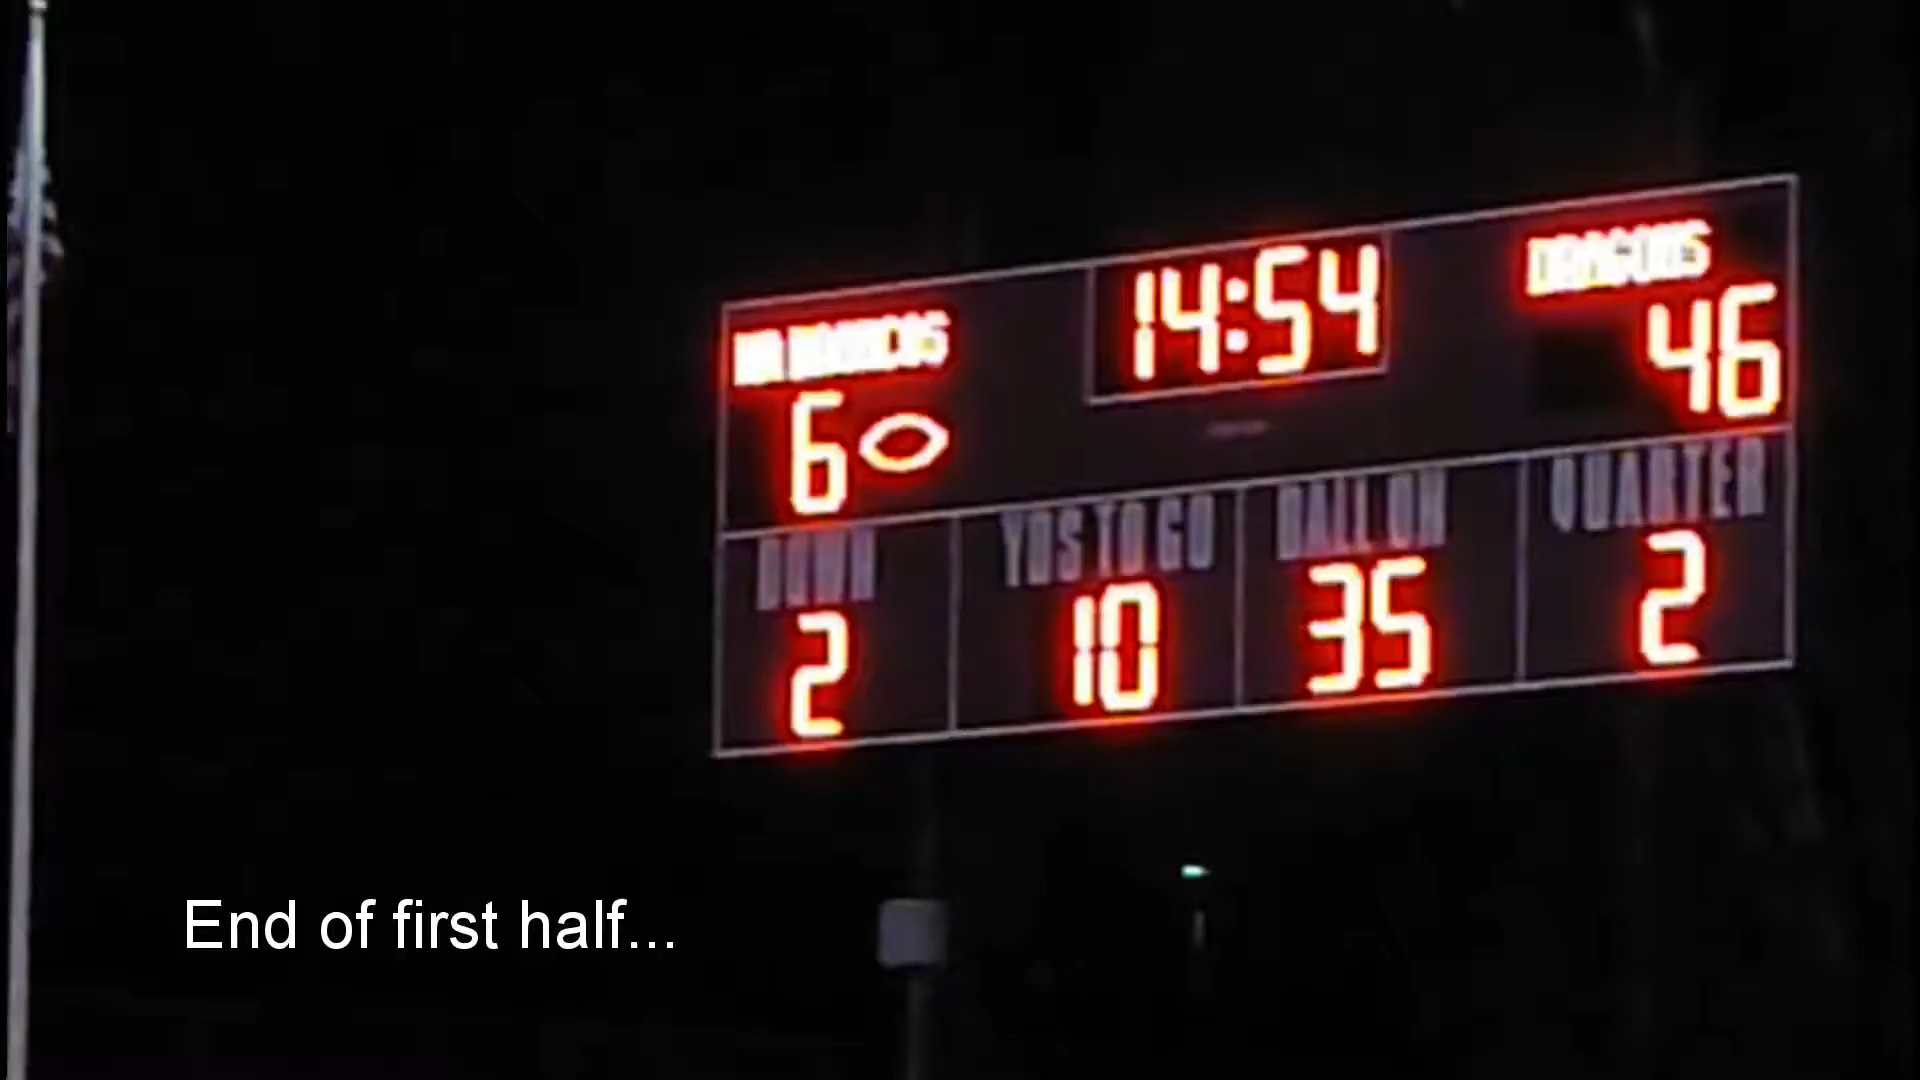 14:54
DRAGONS
6
46
DOWN
YDS TO GO
BALL ON
QUARTER
2
10
35
2
End of first half...